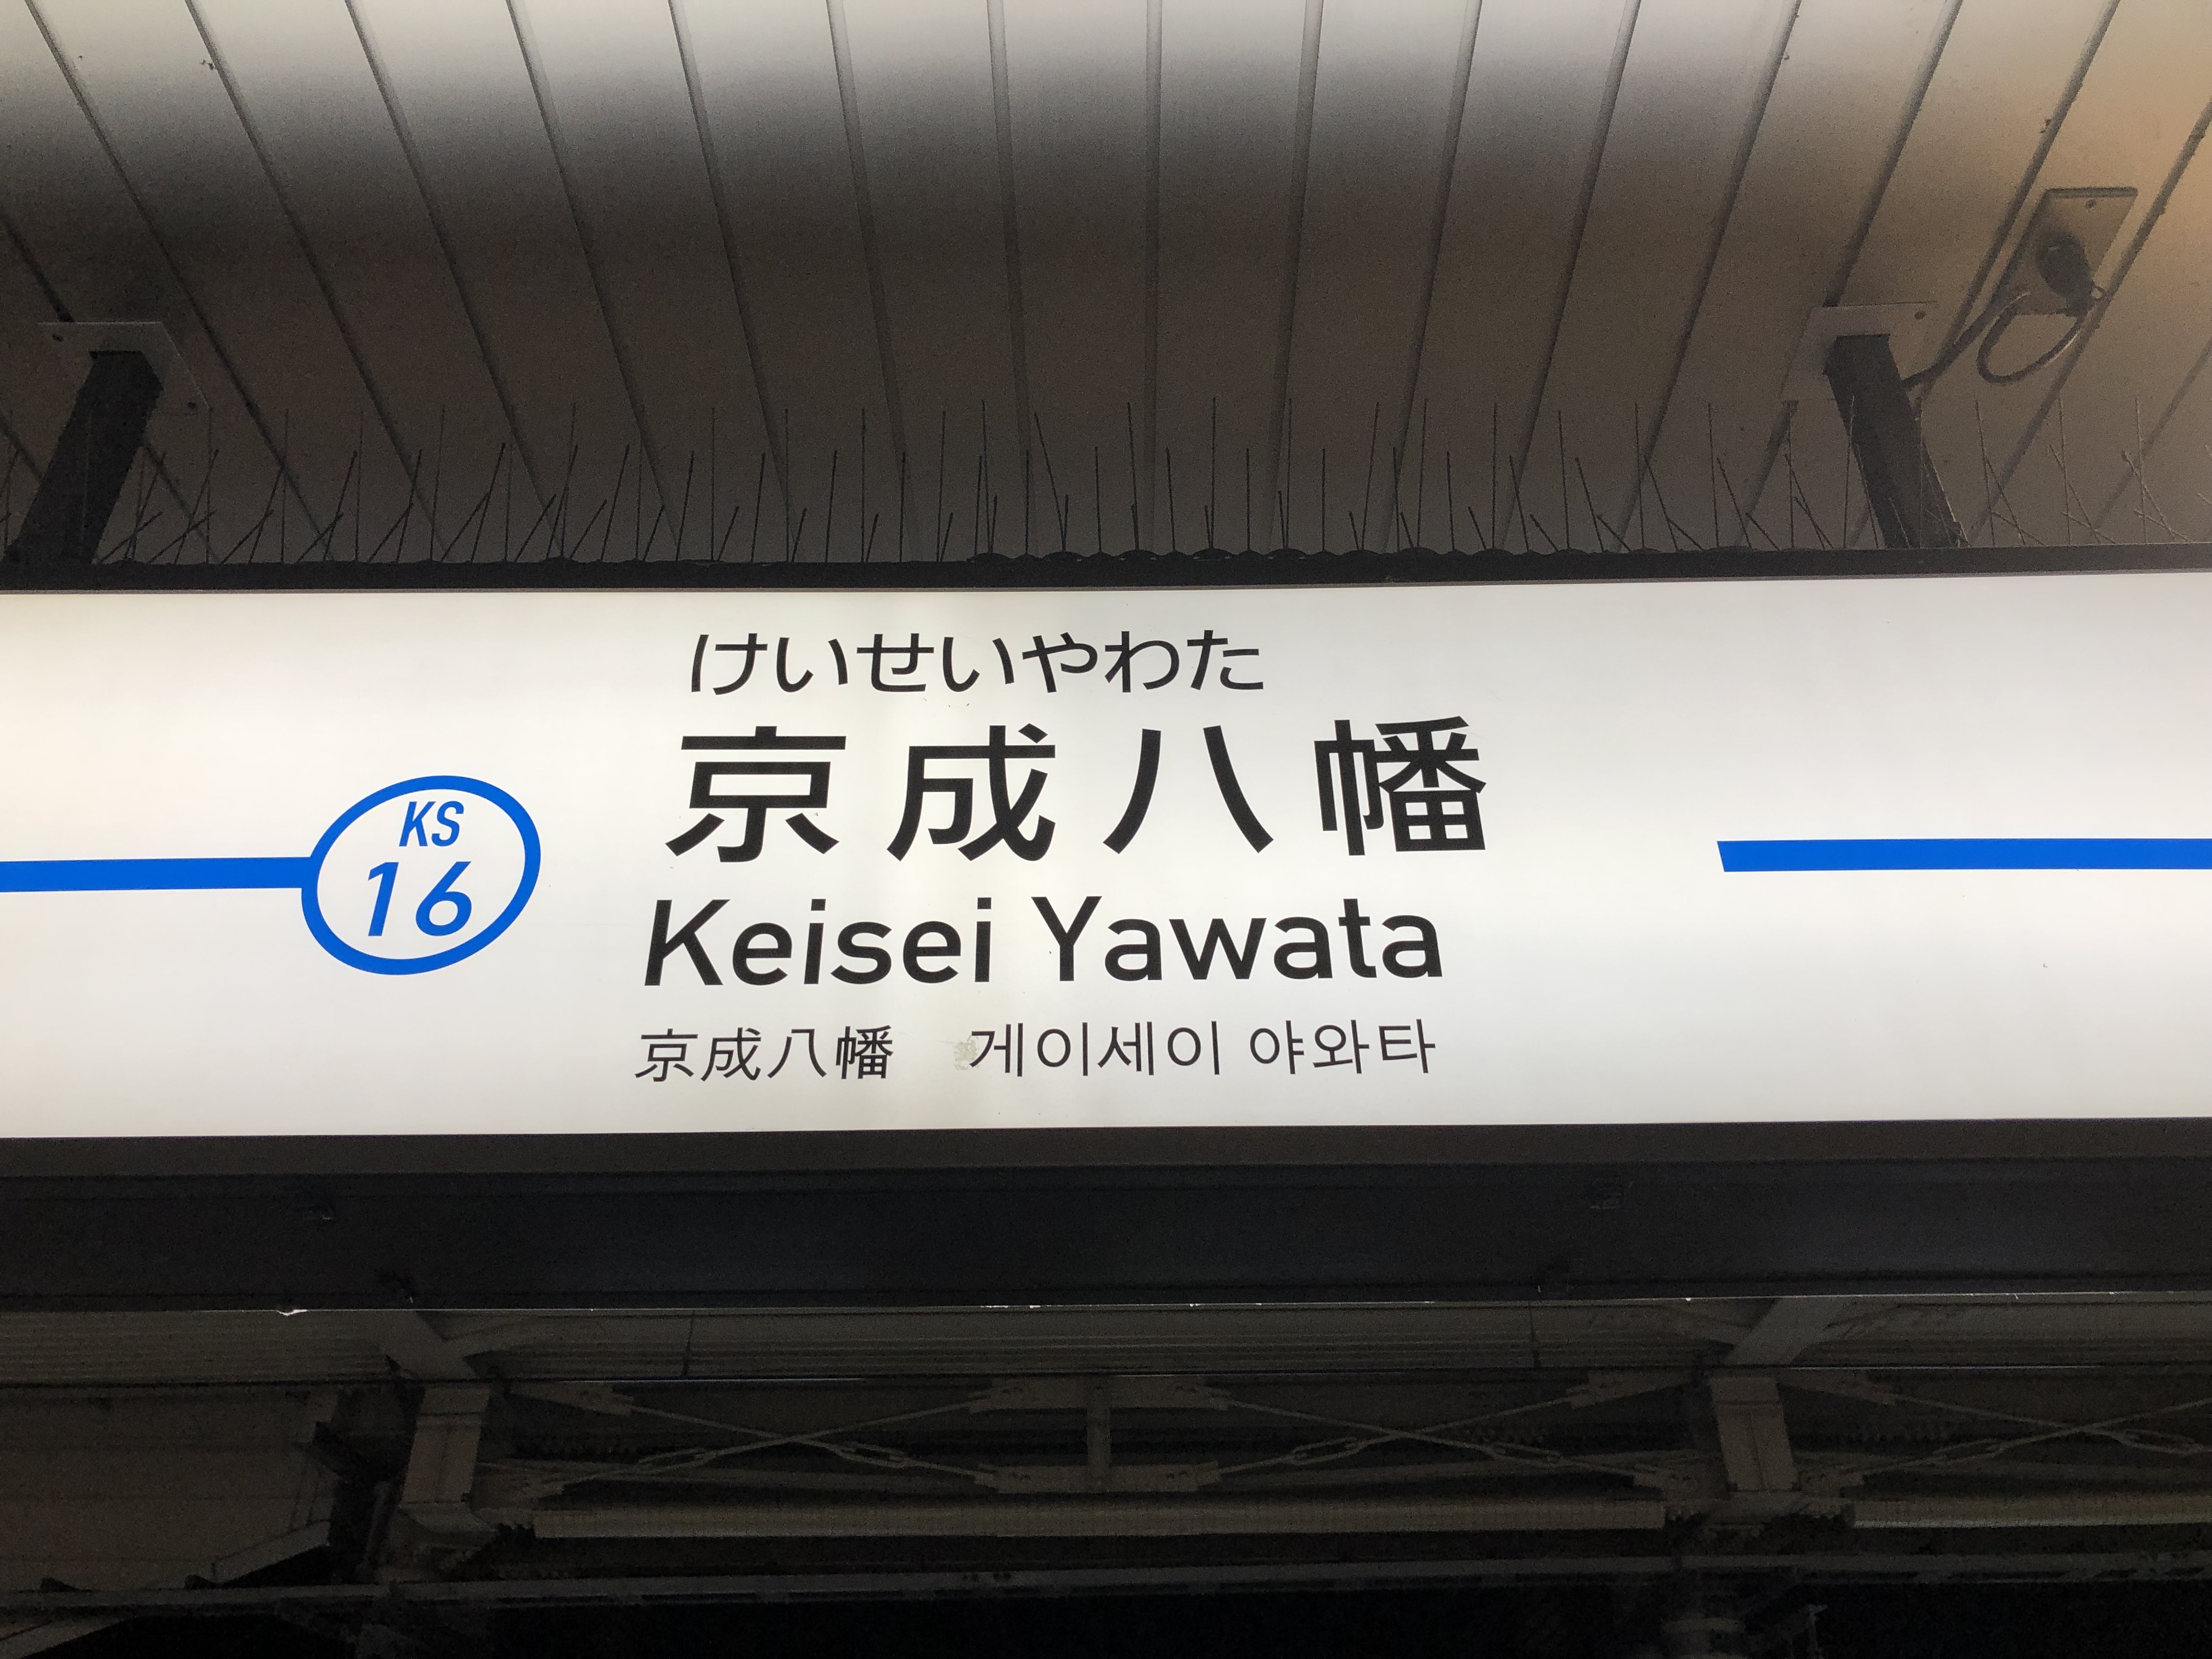 けいせいやわた
京成八幡
KS
16
Keisei Yawata
京成八幡　게이세이 야와타